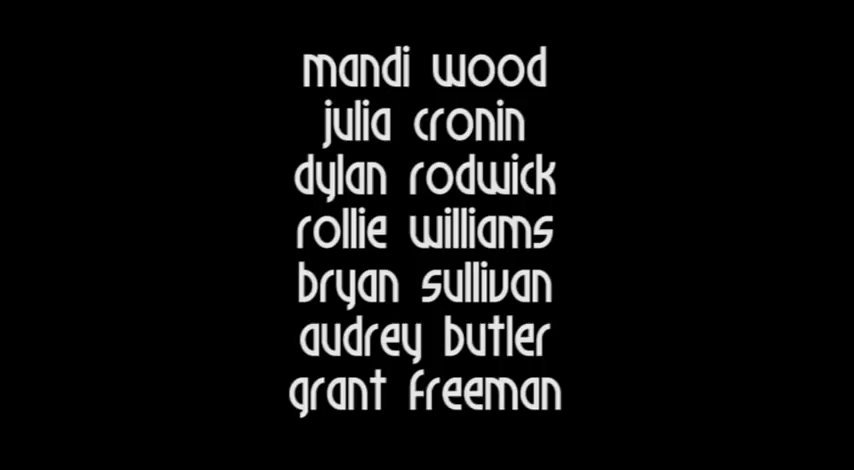 mandi wood
julia cronin
dylan rodwick
rollie williams
bryan sullivan
audrey butler
grant freeman